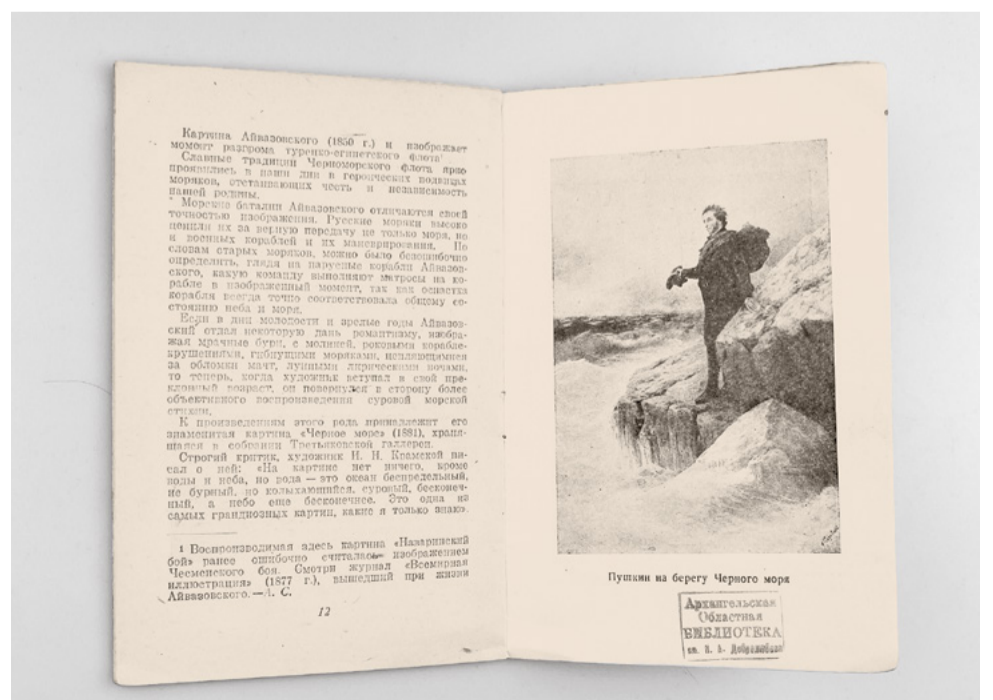 Картина Айвазовского (1850 г.) и изображает
момент разгрома турецко-египетского флота¹
Славные традиции Черноморского флота ярко
проявились в наши дни в героических подвигах
моряков, отстаивающих честь и независимость
нашей родины.
Морские баталии Айвазовского отличаются своей
точностью изображения. Русские моряки высоко
ценили их за верную передачу не только моря, но
и военных кораблей и их маневрирования. По
словам старых моряков, можно было безошибочно
определить, глядя на парусные корабли Айвазов-
ского, какую команду выполняют матросы на ко-
рабле в изображенный момент, так как оснастка
корабля всегда точно соответствовала общему со-
стоянию неба и моря.
Если в дни молодости и зрелые годы Айвазов-
ский отдал некоторую дань романтизму, изобра-
жая мрачные бури, с молнией, роковыми корабле-
крушениями, гибнущими моряками, цепляющимися
за обломки мачт, лунными лирическими ночами,
то теперь, когда художник вступал в свой пре-
клонный возраст, он повернулся в сторону более
объективного воспроизведения суровой морской
стихии.
К произведениям этого рода принадлежит его
знаменитая картина «Черное море» (1881), храня-
щаяся в собрании Третьяковской галлереи.
Строгий критик, художник И. Н. Крамской пи-
сал о ней: «На картине нет ничего, кроме
воды и неба, но вода — это океан беспредельный,
не бурный, но колыхающийся, суровый, бесконеч-
ный, а небо еще бесконечнее. Это одна из
самых грандиозных картин, какие я только знаю».
¹ Воспроизводимая здесь картина «Наваринский
бой» ранее ошибочно считалась изображением
Чесменского боя. Смотри журнал «Всемирная
иллюстрация» (1877 г.), вышедший при жизни
Айвазовского. — А. С.
12
Пушкин на берегу Черного моря
Архангельская
Областная
БИБЛИОТЕКА
им. Н. А. Добролюбова